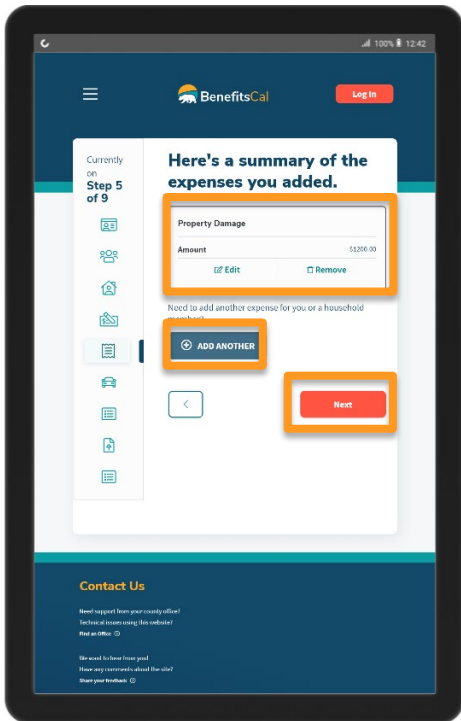 100% 12:42
BenefitsCal
Log In
Currently
on
Step 5
of 9
Here's a summary of the
expenses you added.
Property Damage
Amount $1200.00
Edit Remove
Need to add another expense for you or a household
member?
ADD ANOTHER
Next
Contact Us
Need support from your county office?
Technical issues using this website?
Find an Office
We want to hear from you!
Have any comments about the site?
Share your feedback